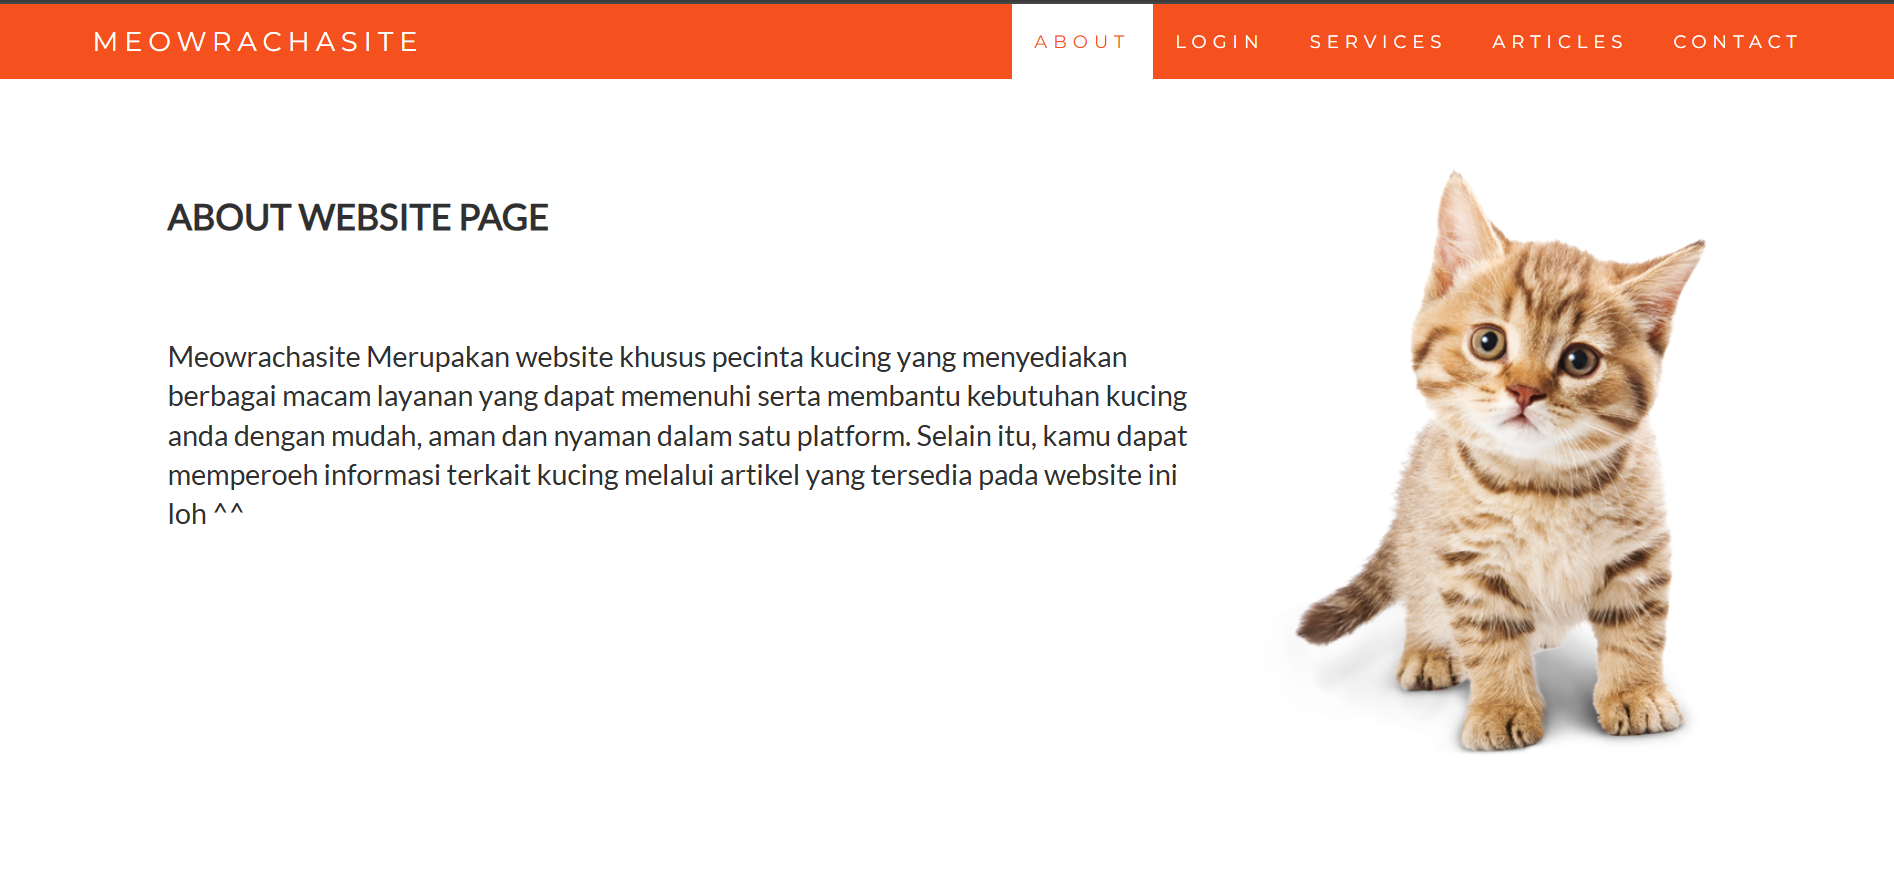 MEOWRACHASITE
ABOUT LOGIN SERVICES ARTICLES CONTACT
ABOUT WEBSITE PAGE
Meowrachasite Merupakan website khusus pecinta kucing yang menyediakan
berbagai macam layanan yang dapat memenuhi serta membantu kebutuhan kucing
anda dengan mudah, aman dan nyaman dalam satu platform. Selain itu, kamu dapat
memperoeh informasi terkait kucing melalui artikel yang tersedia pada website ini
loh ^^